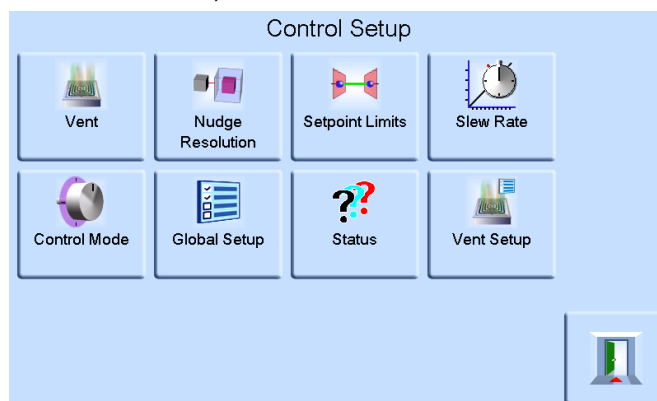 Control Setup
Vent
Nudge
Resolution
Setpoint Limits
Slew Rate
Control Mode
Global Setup
Status
Vent Setup